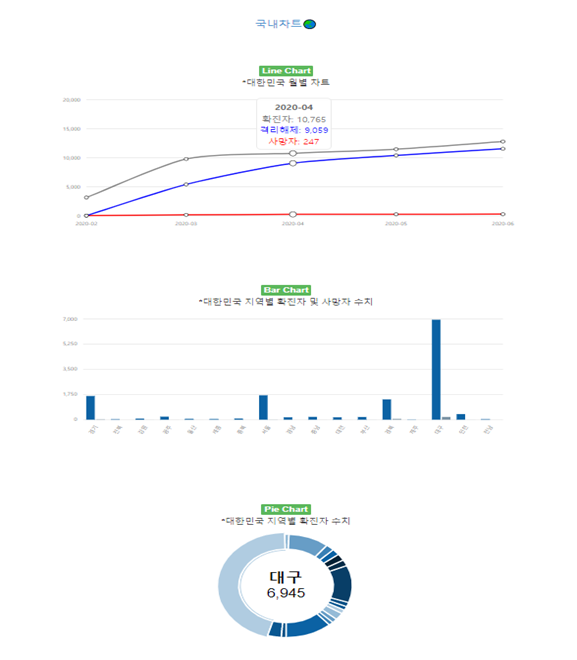 국내차트
Line Chart
*대한민국 월별 차트
20,000
15,000
10,000
5,000
0
2020-04
확진자: 10,765
격리해제: 9,059
사망자: 247
2020-02 2020-03 2020-04 2020-05 2020-06
Bar Chart
*대한민국 지역별 확진자 및 사망자 수치
7,000
5,250
3,500
1,750
0
경기 전북 강원 광주 울산 세종 충북 서울 충남 대전 부산 경북 제주 대구 인천 전남
Pie Chart
*대한민국 지역별 확진자 수치
대구
6,945